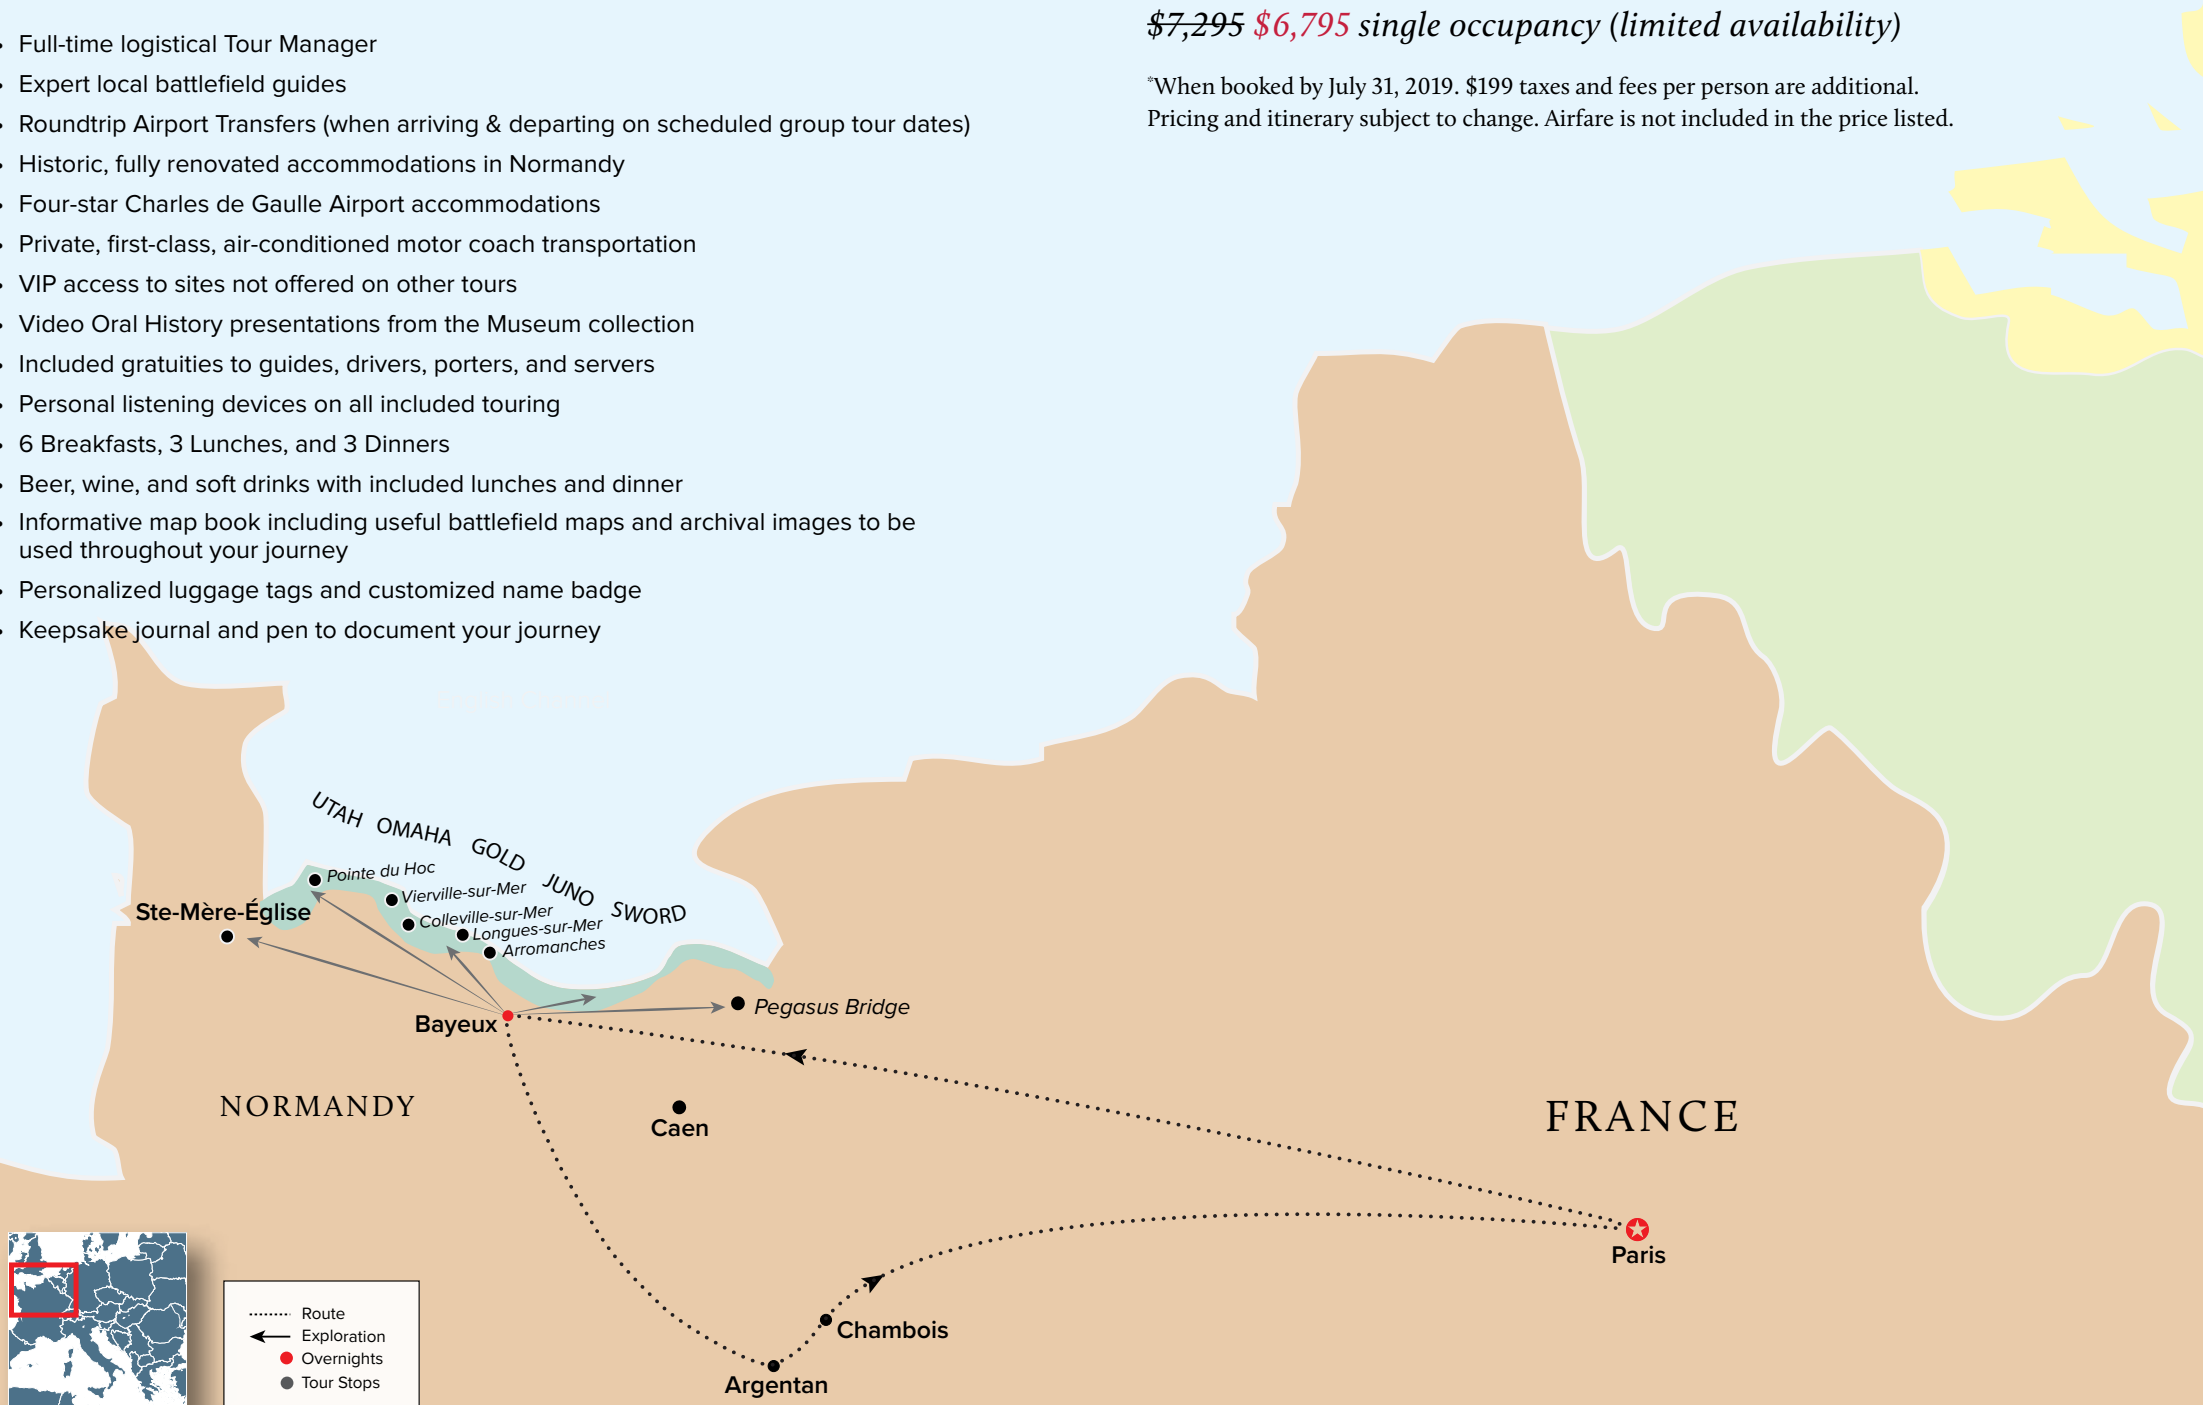 • Full-time logistical Tour Manager
• Expert local battlefield guides
• Roundtrip Airport Transfers (when arriving & departing on scheduled group tour dates)
• Historic, fully renovated accommodations in Normandy
• Four-star Charles de Gaulle Airport accommodations
• Private, first-class, air-conditioned motor coach transportation
• VIP access to sites not offered on other tours
• Video Oral History presentations from the Museum collection
• Included gratuities to guides, drivers, porters, and servers
• Personal listening devices on all included touring
• 6 Breakfasts, 3 Lunches, and 3 Dinners
• Beer, wine, and soft drinks with included lunches and dinner
• Informative map book including useful battlefield maps and archival images to be
used throughout your journey
• Personalized luggage tags and customized name badge
• Keepsake journal and pen to document your journey
$7,295 $6,795 single occupancy (limited availability)
*When booked by July 31, 2019. $199 taxes and fees per person are additional.
Pricing and itinerary subject to change. Airfare is not included in the price listed.
UTAH
OMAHA
GOLD
JUNO
SWORD
Pointe du Hoc
Vierville-sur-Mer
Colleville-sur-Mer
Longues-sur-Mer
Arromanches
Ste-Mère-Église
Bayeux
Pegasus Bridge
NORMANDY
Caen
FRANCE
Paris
Chambois
Argentan
Route
Exploration
Overnights
Tour Stops